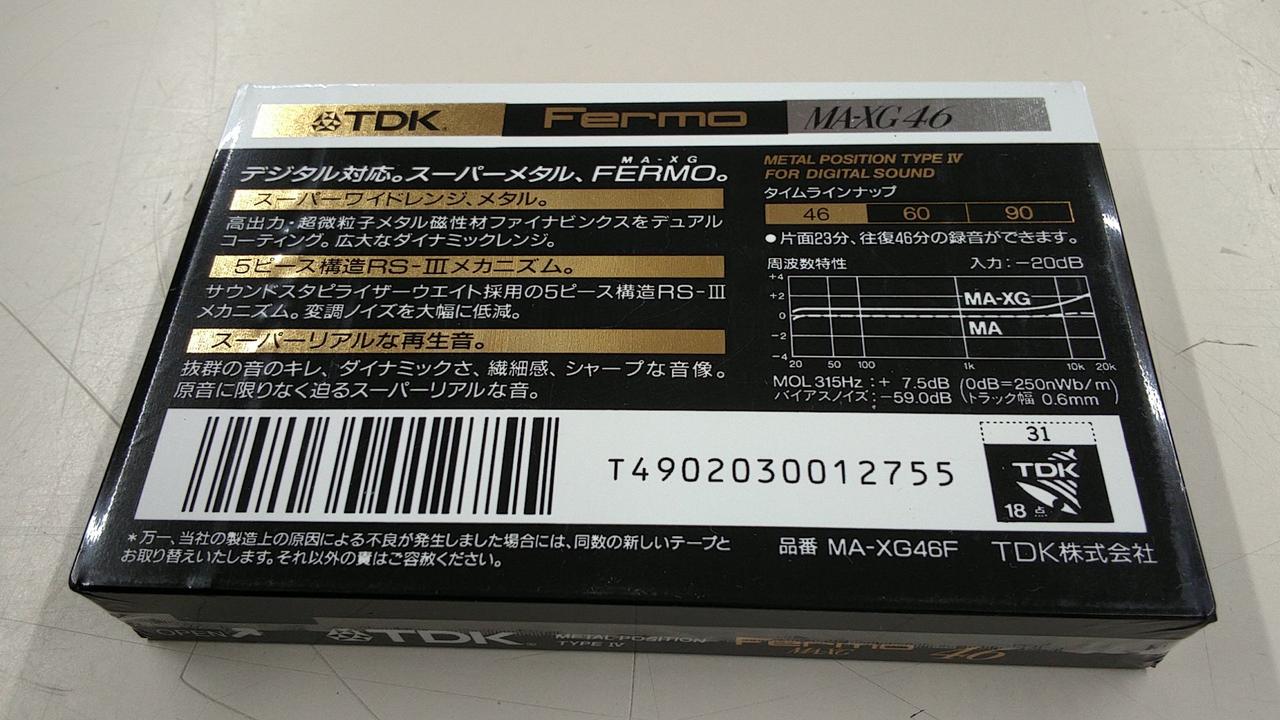 TDK Fermo MA-XG46
デジタル対応。スーパーメタル、FERMO。
MA-XG
スーパーワイドレンジ、メタル。
高出力・超微粒子メタル磁性材ファイナビンクスをデュアル
コーティング。広大なダイナミックレンジ。
5ピース構造RS-IIIメカニズム。
サウンドスタビライザーウエイト採用の5ピース構造RS-III
メカニズム。変調ノイズを大幅に低減。
スーパーリアルな再生音。
抜群の音のキレ、ダイナミックさ、繊細感、シャープな音像。
原音に限りなく迫るスーパーリアルな音。
METAL POSITION TYPE IV
FOR DIGITAL SOUND
タイムラインナップ
46 60 90
●片面23分、往復46分の録音ができます。
周波数特性 入力:-20dB
+4
+2
0
-2
-4
MA-XG
MA
20 50 100 1k 10k 20k
MOL 315Hz:+ 7.5dB (0dB=250nWb/m)
バイアスノイズ:-59.0dB (トラック幅 0.6mm)
T4902030012755
31
TDK
18点
*万一、当社の製造上の原因による不良が発生しました場合には、同数の新しいテープと
お取り替えいたします。それ以外の責はご容赦ください。
品番 MA-XG46F TDK株式会社
OPEN TDK METAL POSITION
TYPE IV
Fermo